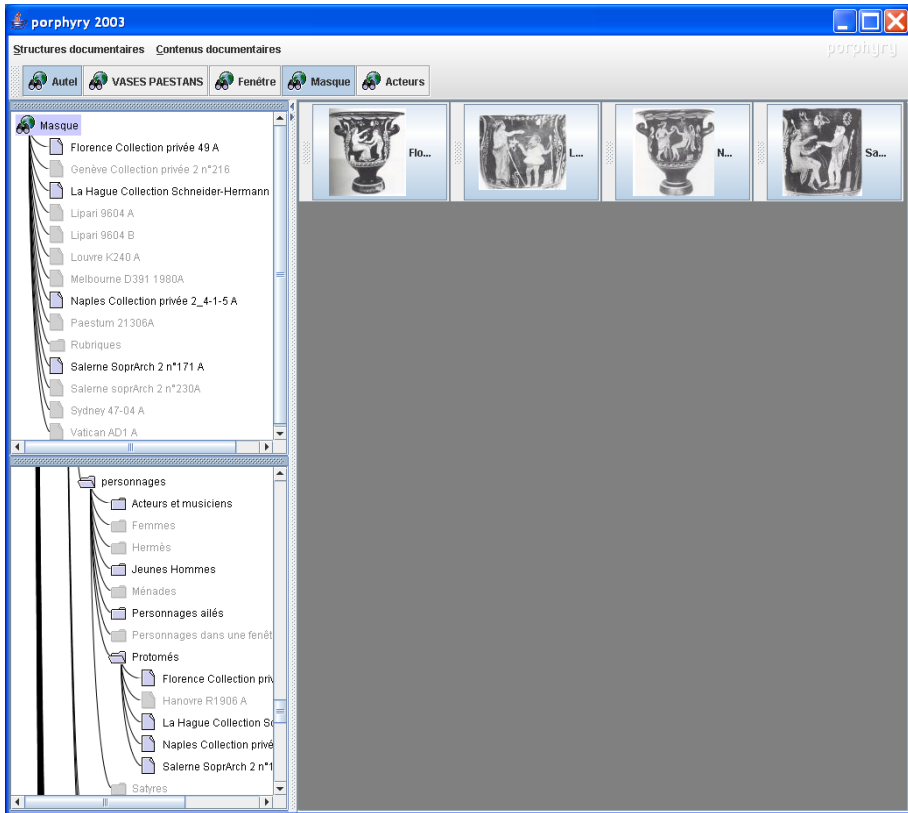 porphyry 2003
Structures documentaires Contenus documentaires
porphyry
Autel VASES PAESTANS Fenêtre Masque Acteurs
Masque
Florence Collection privée 49 A
Genève Collection privée 2 n°216
La Hague Collection Schneider-Hermann
Lipari 9604 A
Lipari 9604 B
Louvre K240 A
Melbourne D391 1980A
Naples Collection privée 2_4-1-5 A
Paestum 21306A
Rubriques
Salerne SoprArch 2 n°171 A
Salerne soprArch 2 n°230A
Sydney 47-04 A
Vatican AD1 A
Flo...
L...
N...
Sa...
personnages
Acteurs et musiciens
Femmes
Hermès
Jeunes Hommes
Ménades
Personnages ailés
Personnages dans une fenêt
Protomés
Florence Collection priv
Hanovre R1906 A
La Hague Collection Sc
Naples Collection privé
Salerne SoprArch 2 n°1
Satyres